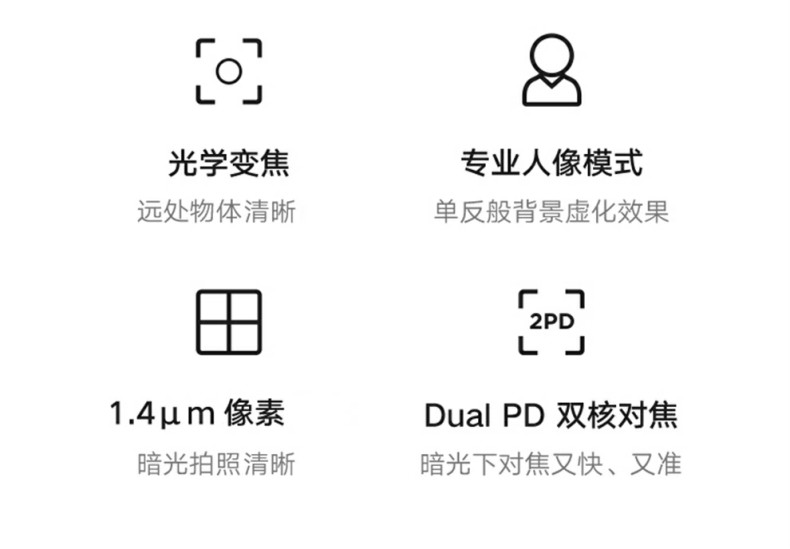 光学变焦
远处物体清晰
专业人像模式
单反般背景虚化效果
1.4μm 像素
暗光拍照清晰
2PD
Dual PD 双核对焦
暗光下对焦又快、又准